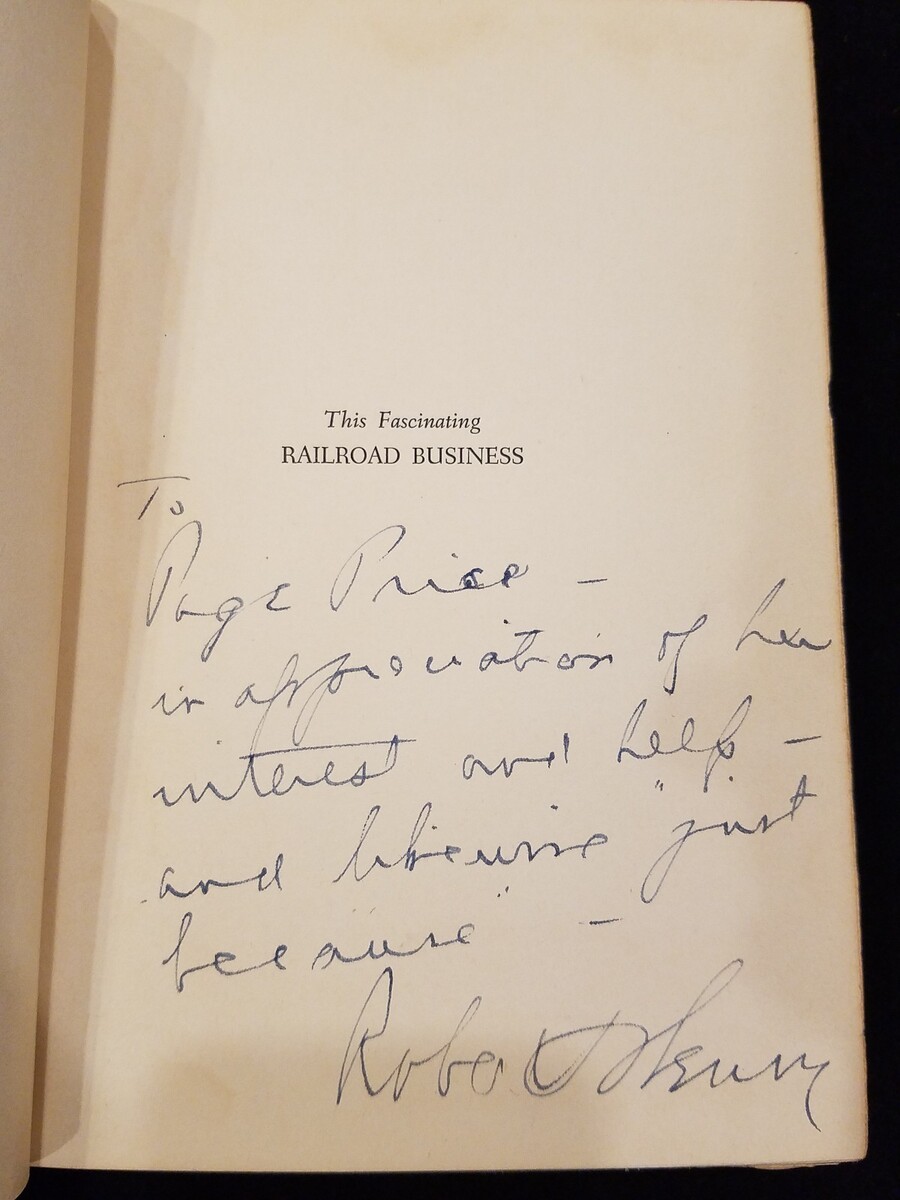 This Fascinating
RAILROAD BUSINESS
To
Page Price –
in appreciation of her
interest and help –
and likewise "just
because" –
Robert S Henry